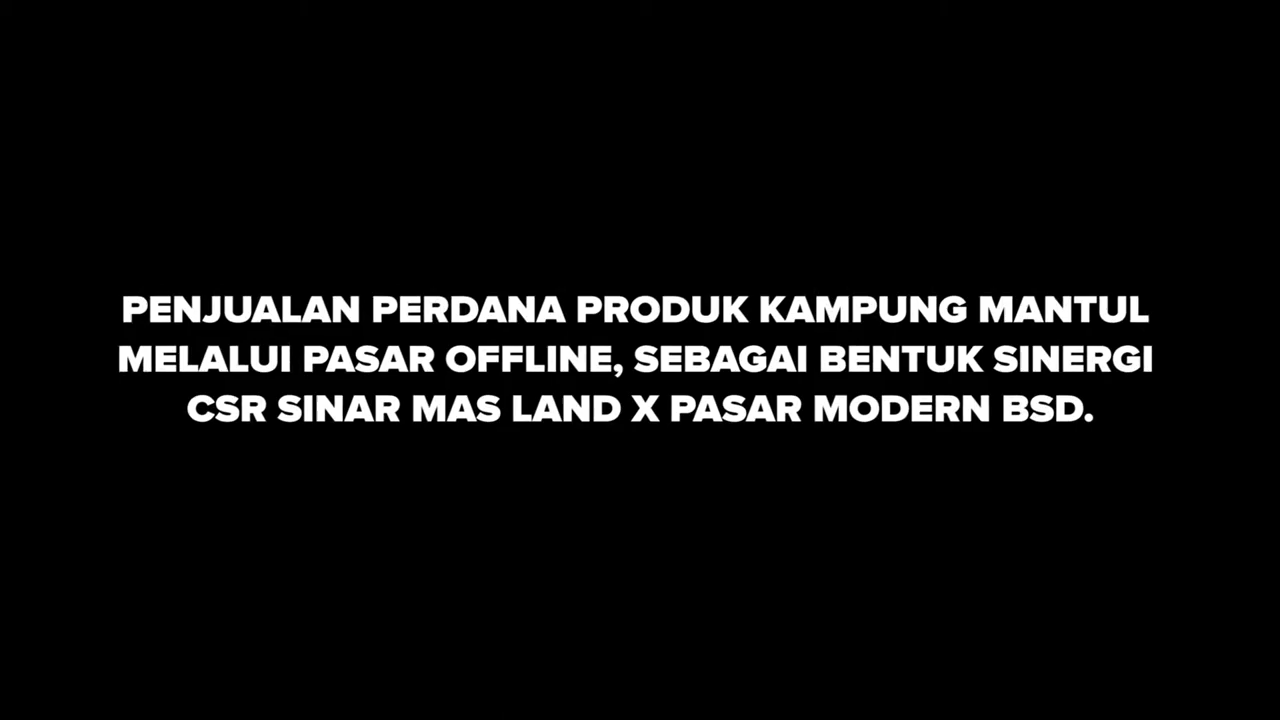 PENJUALAN PERDANA PRODUK KAMPUNG MANTUL
MELALUI PASAR OFFLINE, SEBAGAI BENTUK SINERGI
CSR SINAR MAS LAND X PASAR MODERN BSD.